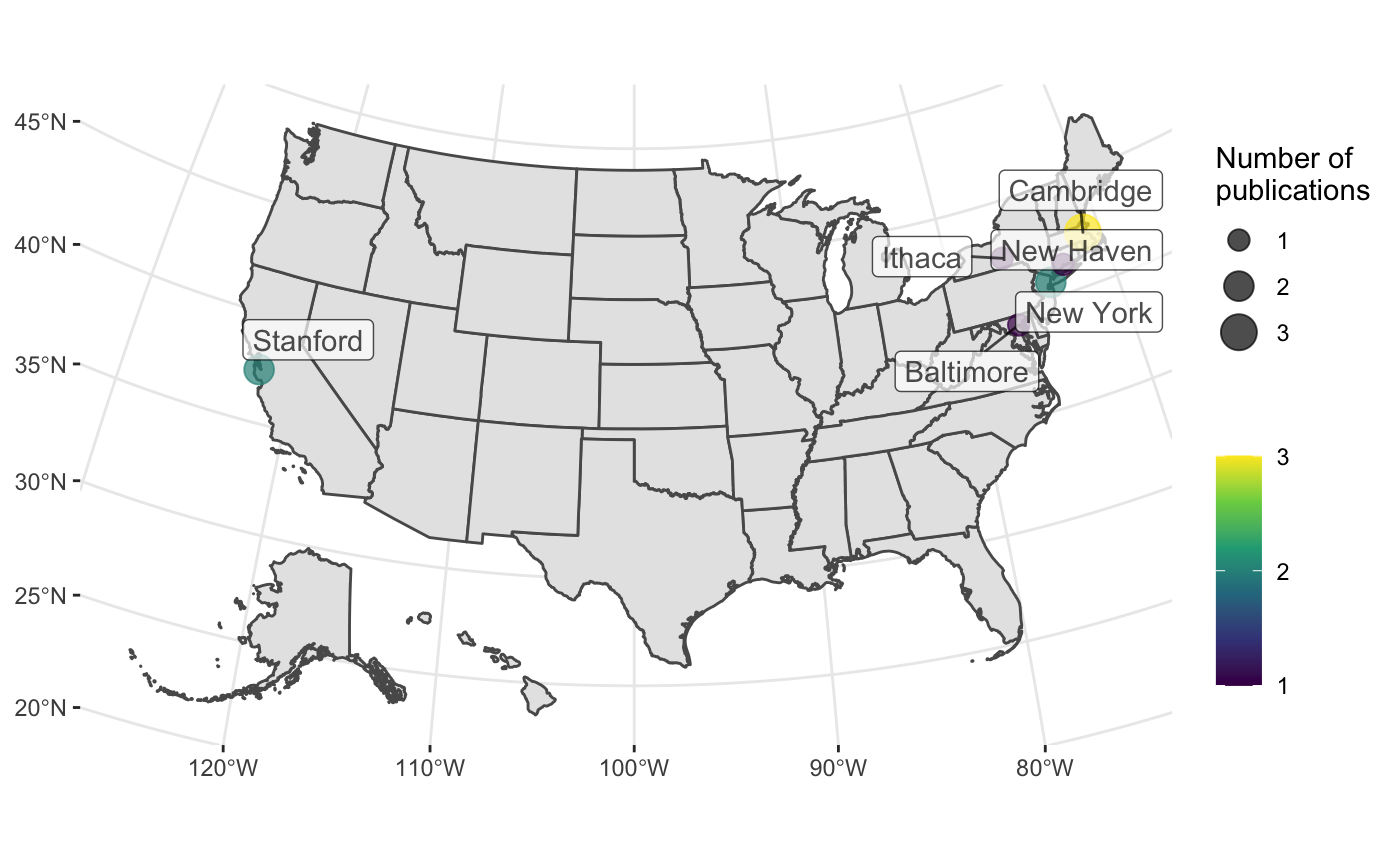 45°N
40°N
35°N
30°N
25°N
20°N
120°W
110°W
100°W
90°W
80°W
Cambridge
Ithaca
New Haven
New York
Stanford
Baltimore
Number of
publications
1
2
3
3
2
1